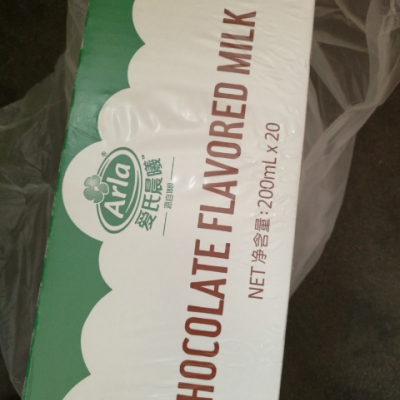 Arla
爱氏晨曦
CHOCOLATE FLAVORED MILK
NET 净含量:200mL x 20